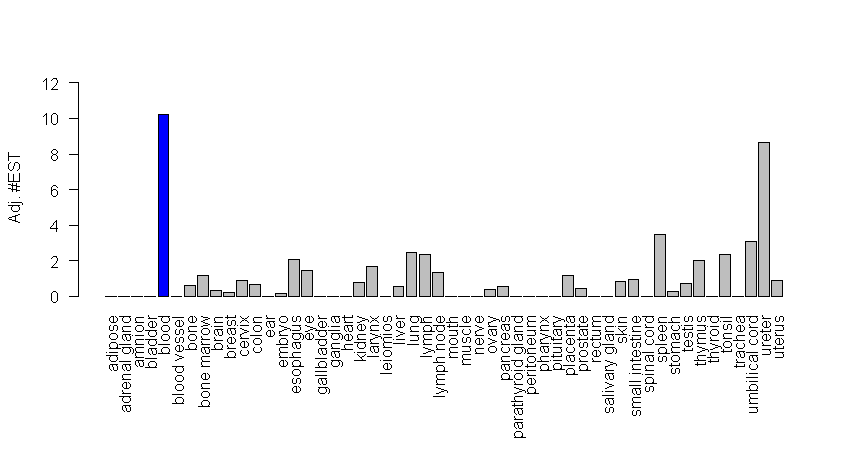 12
10
8
6
4
2
0
Adj. #EST
adipose
adrenal gland
amnion
bladder
blood
blood vessel
bone
bone marrow
brain
breast
cervix
colon
ear
embryo
esophagus
eye
gallbladder
ganglia
heart
kidney
larynx
leiomios
liver
lung
lymph
lymph node
mouth
muscle
nerve
ovary
pancreas
parathyroid gland
peritoneum
pharynx
pituitary
placenta
prostate
rectum
salivary gland
skin
small intestine
spinal cord
spleen
stomach
testis
thymus
thyroid
tonsil
trachea
umbilical cord
ureter
uterus